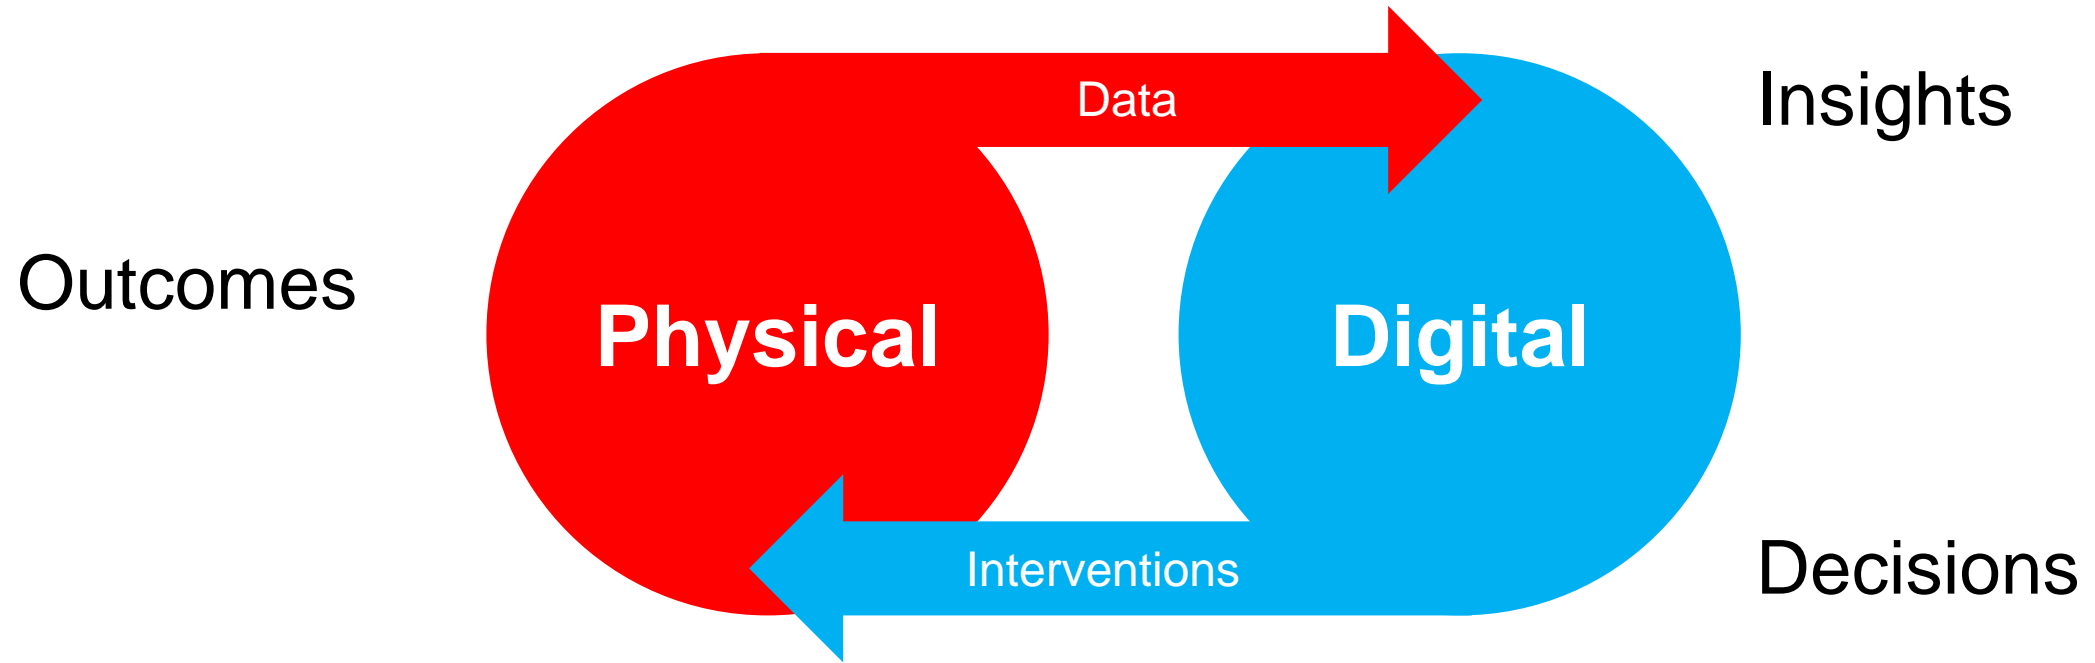 Data
Insights
Outcomes
Physical
Digital
Interventions
Decisions